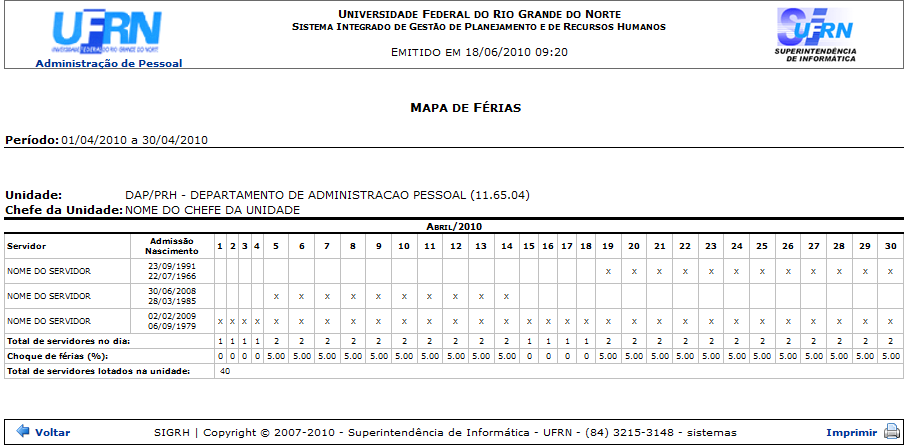 UFRN
UNIVERSIDADE FEDERAL DO RIO GRANDE DO NORTE
Administração de Pessoal
UNIVERSIDADE FEDERAL DO RIO GRANDE DO NORTE
SISTEMA INTEGRADO DE GESTÃO DE PLANEJAMENTO E DE RECURSOS HUMANOS
EMITIDO EM 18/06/2010 09:20
UFRN
SUPERINTENDÊNCIA
DE INFORMÁTICA
MAPA DE FÉRIAS
Período: 01/04/2010 a 30/04/2010
Unidade: DAP/PRH - DEPARTAMENTO DE ADMINISTRACAO PESSOAL (11.65.04)
Chefe da Unidade: NOME DO CHEFE DA UNIDADE
ABRIL/2010
Servidor Admissão Nascimento 1 2 3 4 5 6 7 8 9 10 11 12 13 14 15 16 17 18 19 20 21 22 23 24 25 26 27 28 29 30
NOME DO SERVIDOR 23/09/1991 22/07/1966 x x x x x x x x x x x x
NOME DO SERVIDOR 30/06/2008 28/03/1985 x x x x x x x x x x
NOME DO SERVIDOR 02/02/2009 06/09/1979 x x x x x x x x x x x x x x x x x x x x x x x x x x x x x x
Total de servidores no dia: 1 1 1 1 2 2 2 2 2 2 2 2 2 2 1 1 1 1 2 2 2 2 2 2 2 2 2 2 2 2
Choque de férias (%): 0 0 0 0 5.00 5.00 5.00 5.00 5.00 5.00 5.00 5.00 5.00 5.00 0 0 0 0 5.00 5.00 5.00 5.00 5.00 5.00 5.00 5.00 5.00 5.00 5.00 5.00
Total de servidores lotados na unidade: 40
Voltar SIGRH | Copyright © 2007-2010 - Superintendência de Informática - UFRN - (84) 3215-3148 - sistemas Imprimir